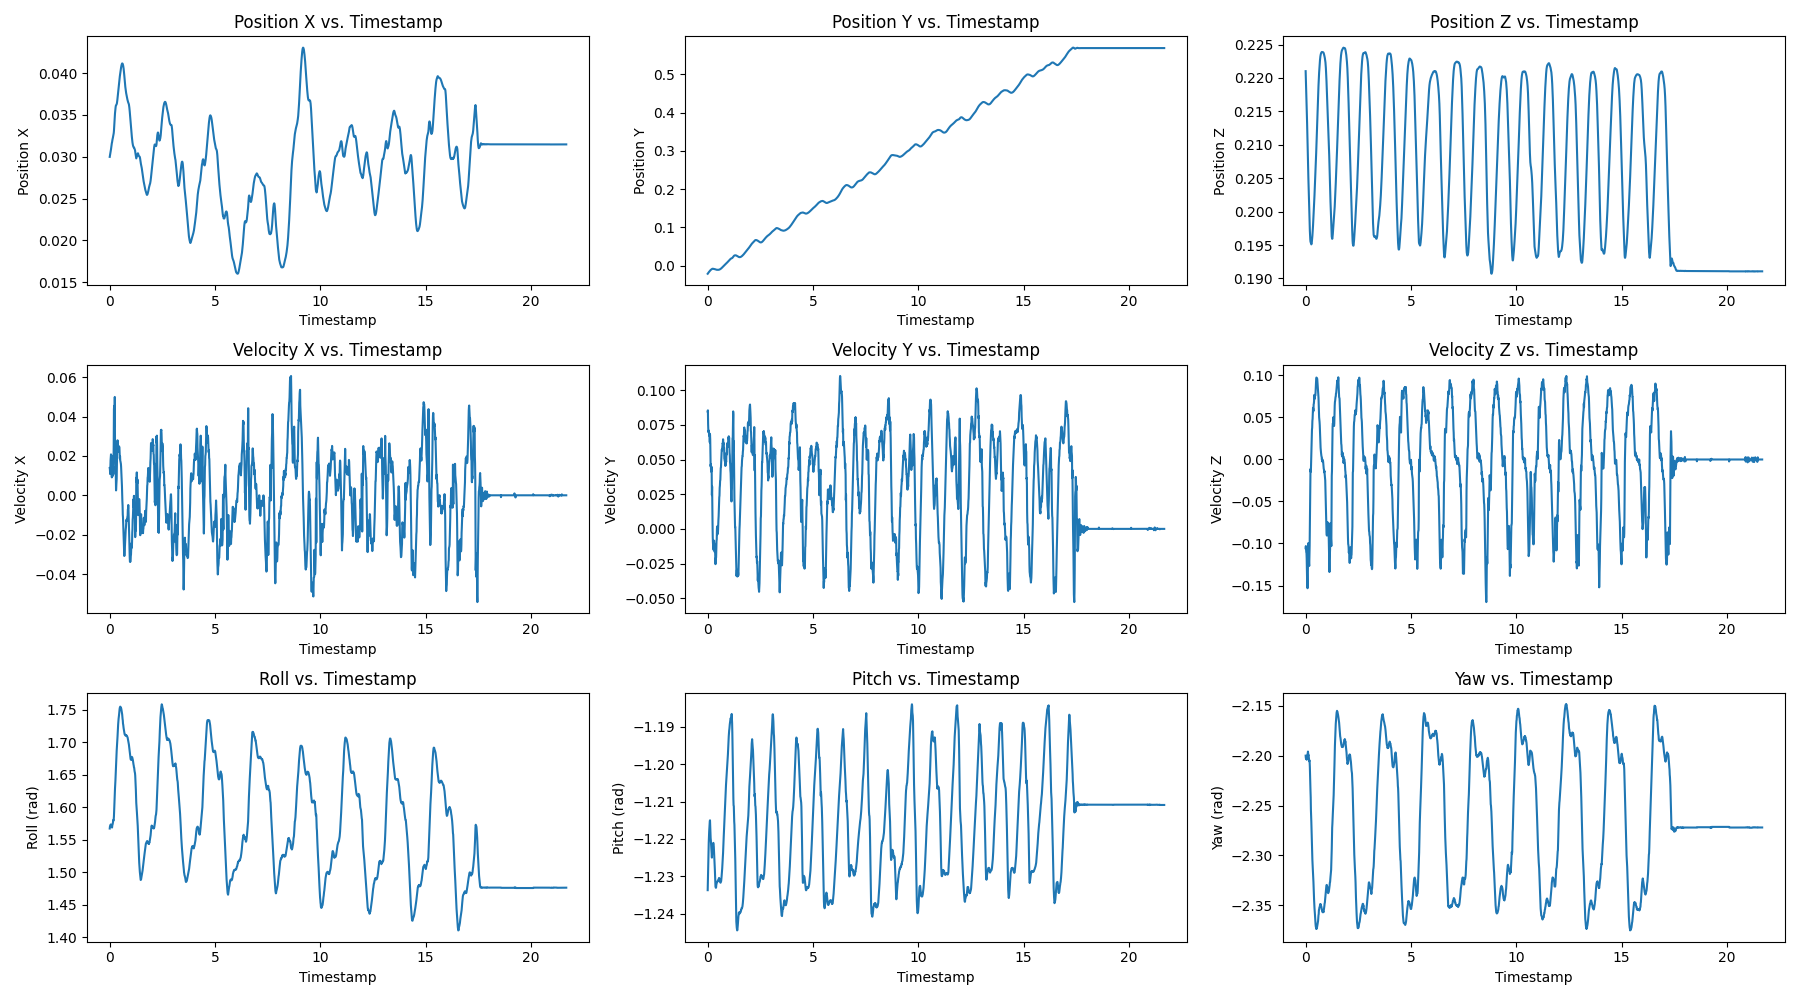 Position X vs. Timestamp
Position X
0.040
0.035
0.030
0.025
0.020
0.015
0 5 10 15 20
Timestamp
Position Y vs. Timestamp
Position Y
0.5
0.4
0.3
0.2
0.1
0.0
0 5 10 15 20
Timestamp
Position Z vs. Timestamp
Position Z
0.225
0.220
0.215
0.210
0.205
0.200
0.195
0.190
0 5 10 15 20
Timestamp
Velocity X vs. Timestamp
Velocity X
0.06
0.04
0.02
0.00
−0.02
−0.04
0 5 10 15 20
Timestamp
Velocity Y vs. Timestamp
Velocity Y
0.100
0.075
0.050
0.025
0.000
−0.025
−0.050
0 5 10 15 20
Timestamp
Velocity Z vs. Timestamp
Velocity Z
0.10
0.05
0.00
−0.05
−0.10
−0.15
0 5 10 15 20
Timestamp
Roll vs. Timestamp
Roll (rad)
1.75
1.70
1.65
1.60
1.55
1.50
1.45
1.40
0 5 10 15 20
Timestamp
Pitch vs. Timestamp
Pitch (rad)
−1.19
−1.20
−1.21
−1.22
−1.23
−1.24
0 5 10 15 20
Timestamp
Yaw vs. Timestamp
Yaw (rad)
−2.15
−2.20
−2.25
−2.30
−2.35
0 5 10 15 20
Timestamp